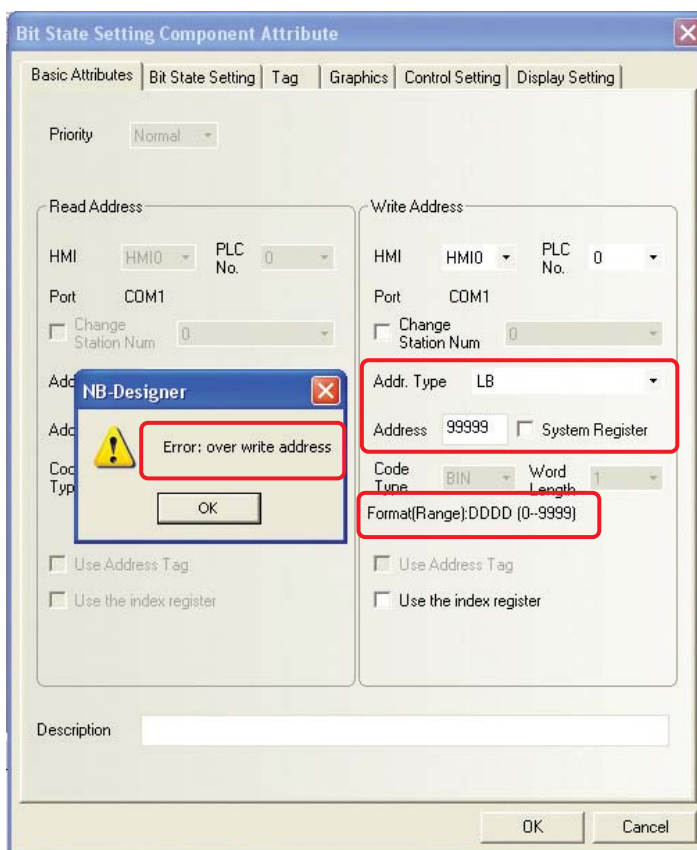 Bit State Setting Component Attribute
Basic Attributes Bit State Setting Tag Graphics Control Setting Display Setting
Priority Normal
Read Address
HMI HMI0 PLC No. 0
Port COM1
Change Station Num 0
Add
Add
Cod
Typ
Use Address Tag
Use the index register
Write Address
HMI HMI0 PLC No. 0
Port COM1
Change Station Num 0
Addr. Type LB
Address 99999 System Register
Code Type BIN Word Length 1
Format(Range):DDDD (0--9999)
Use Address Tag
Use the index register
NB-Designer
Error: over write address
OK
Description
OK Cancel